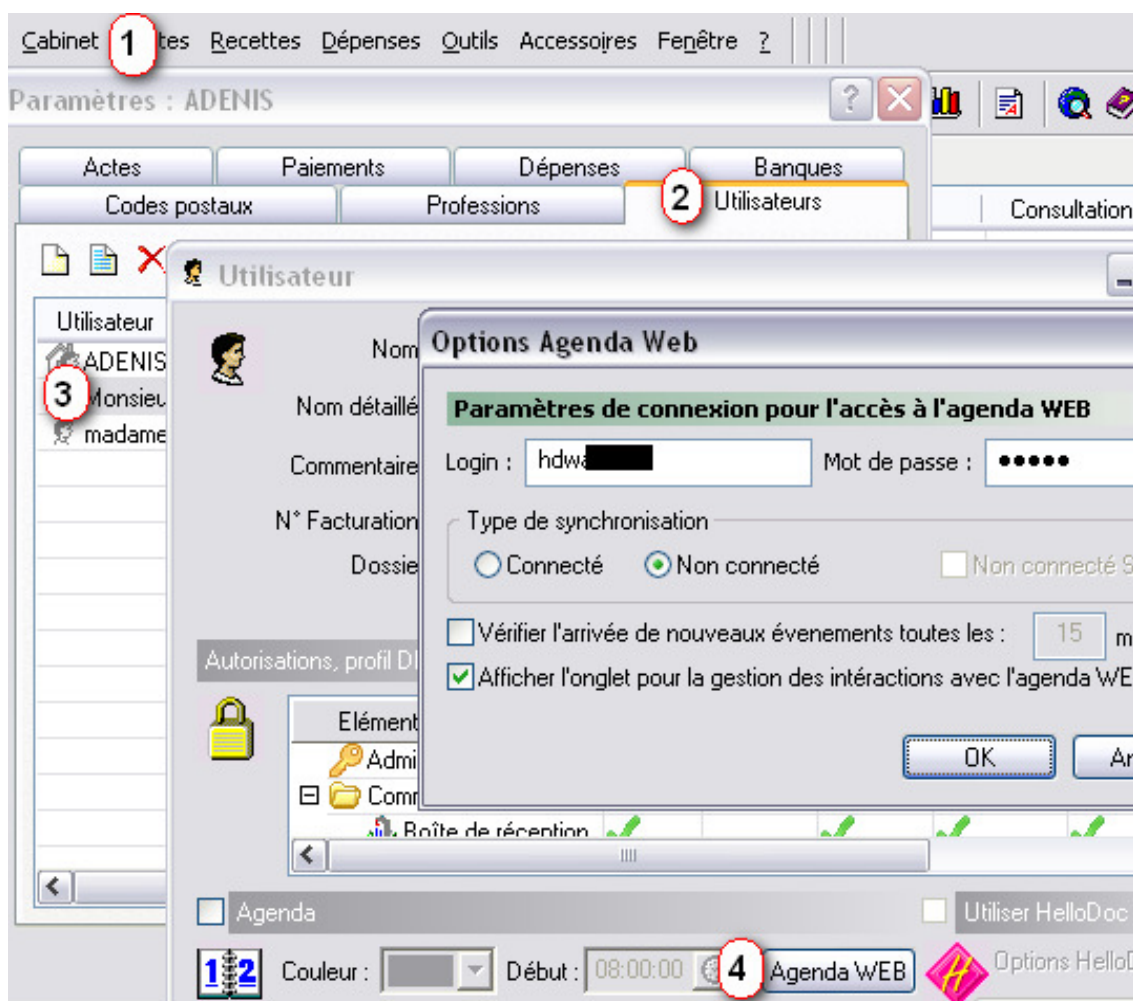 Cabinet 1 tes Recettes Dépenses Outils Accessoires Fenêtre ?
Paramètres : ADENIS
Actes Paiements Dépenses Banques
Codes postaux Professions 2 Utilisateurs Consultation
Utilisateur
Utilisateur
ADENIS
3 Monsieu
madame
Nom
Nom détaillé
Commentaire
N° Facturation
Dossie
Options Agenda Web
Paramètres de connexion pour l'accès à l'agenda WEB
Login : hdwa Mot de passe : •••••
Type de synchronisation
Connecté Non connecté Non connecté S
Vérifier l'arrivée de nouveaux évenements toutes les : 15 m
Afficher l'onglet pour la gestion des intéractions avec l'agenda WE
OK An
Autorisations, profil D
Elément
Admi
Comm
Boîte de réception
Agenda Utiliser HelloDoc
1 2 Couleur : Début : 08:00:00 4 Agenda WEB H Options HelloD